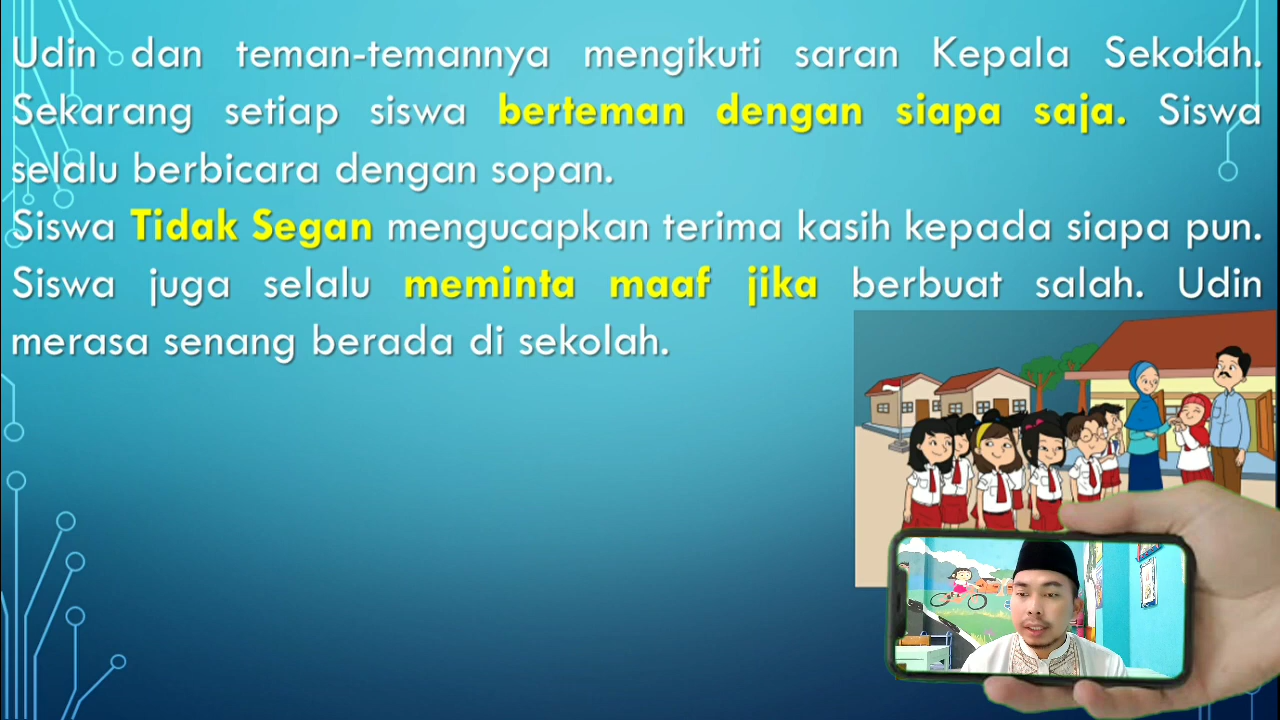 Udin dan teman-temannya mengikuti saran Kepala Sekolah.
Sekarang setiap siswa berteman dengan siapa saja. Siswa
selalu berbicara dengan sopan.
Siswa Tidak Segan mengucapkan terima kasih kepada siapa pun.
Siswa juga selalu meminta maaf jika berbuat salah. Udin
merasa senang berada di sekolah.